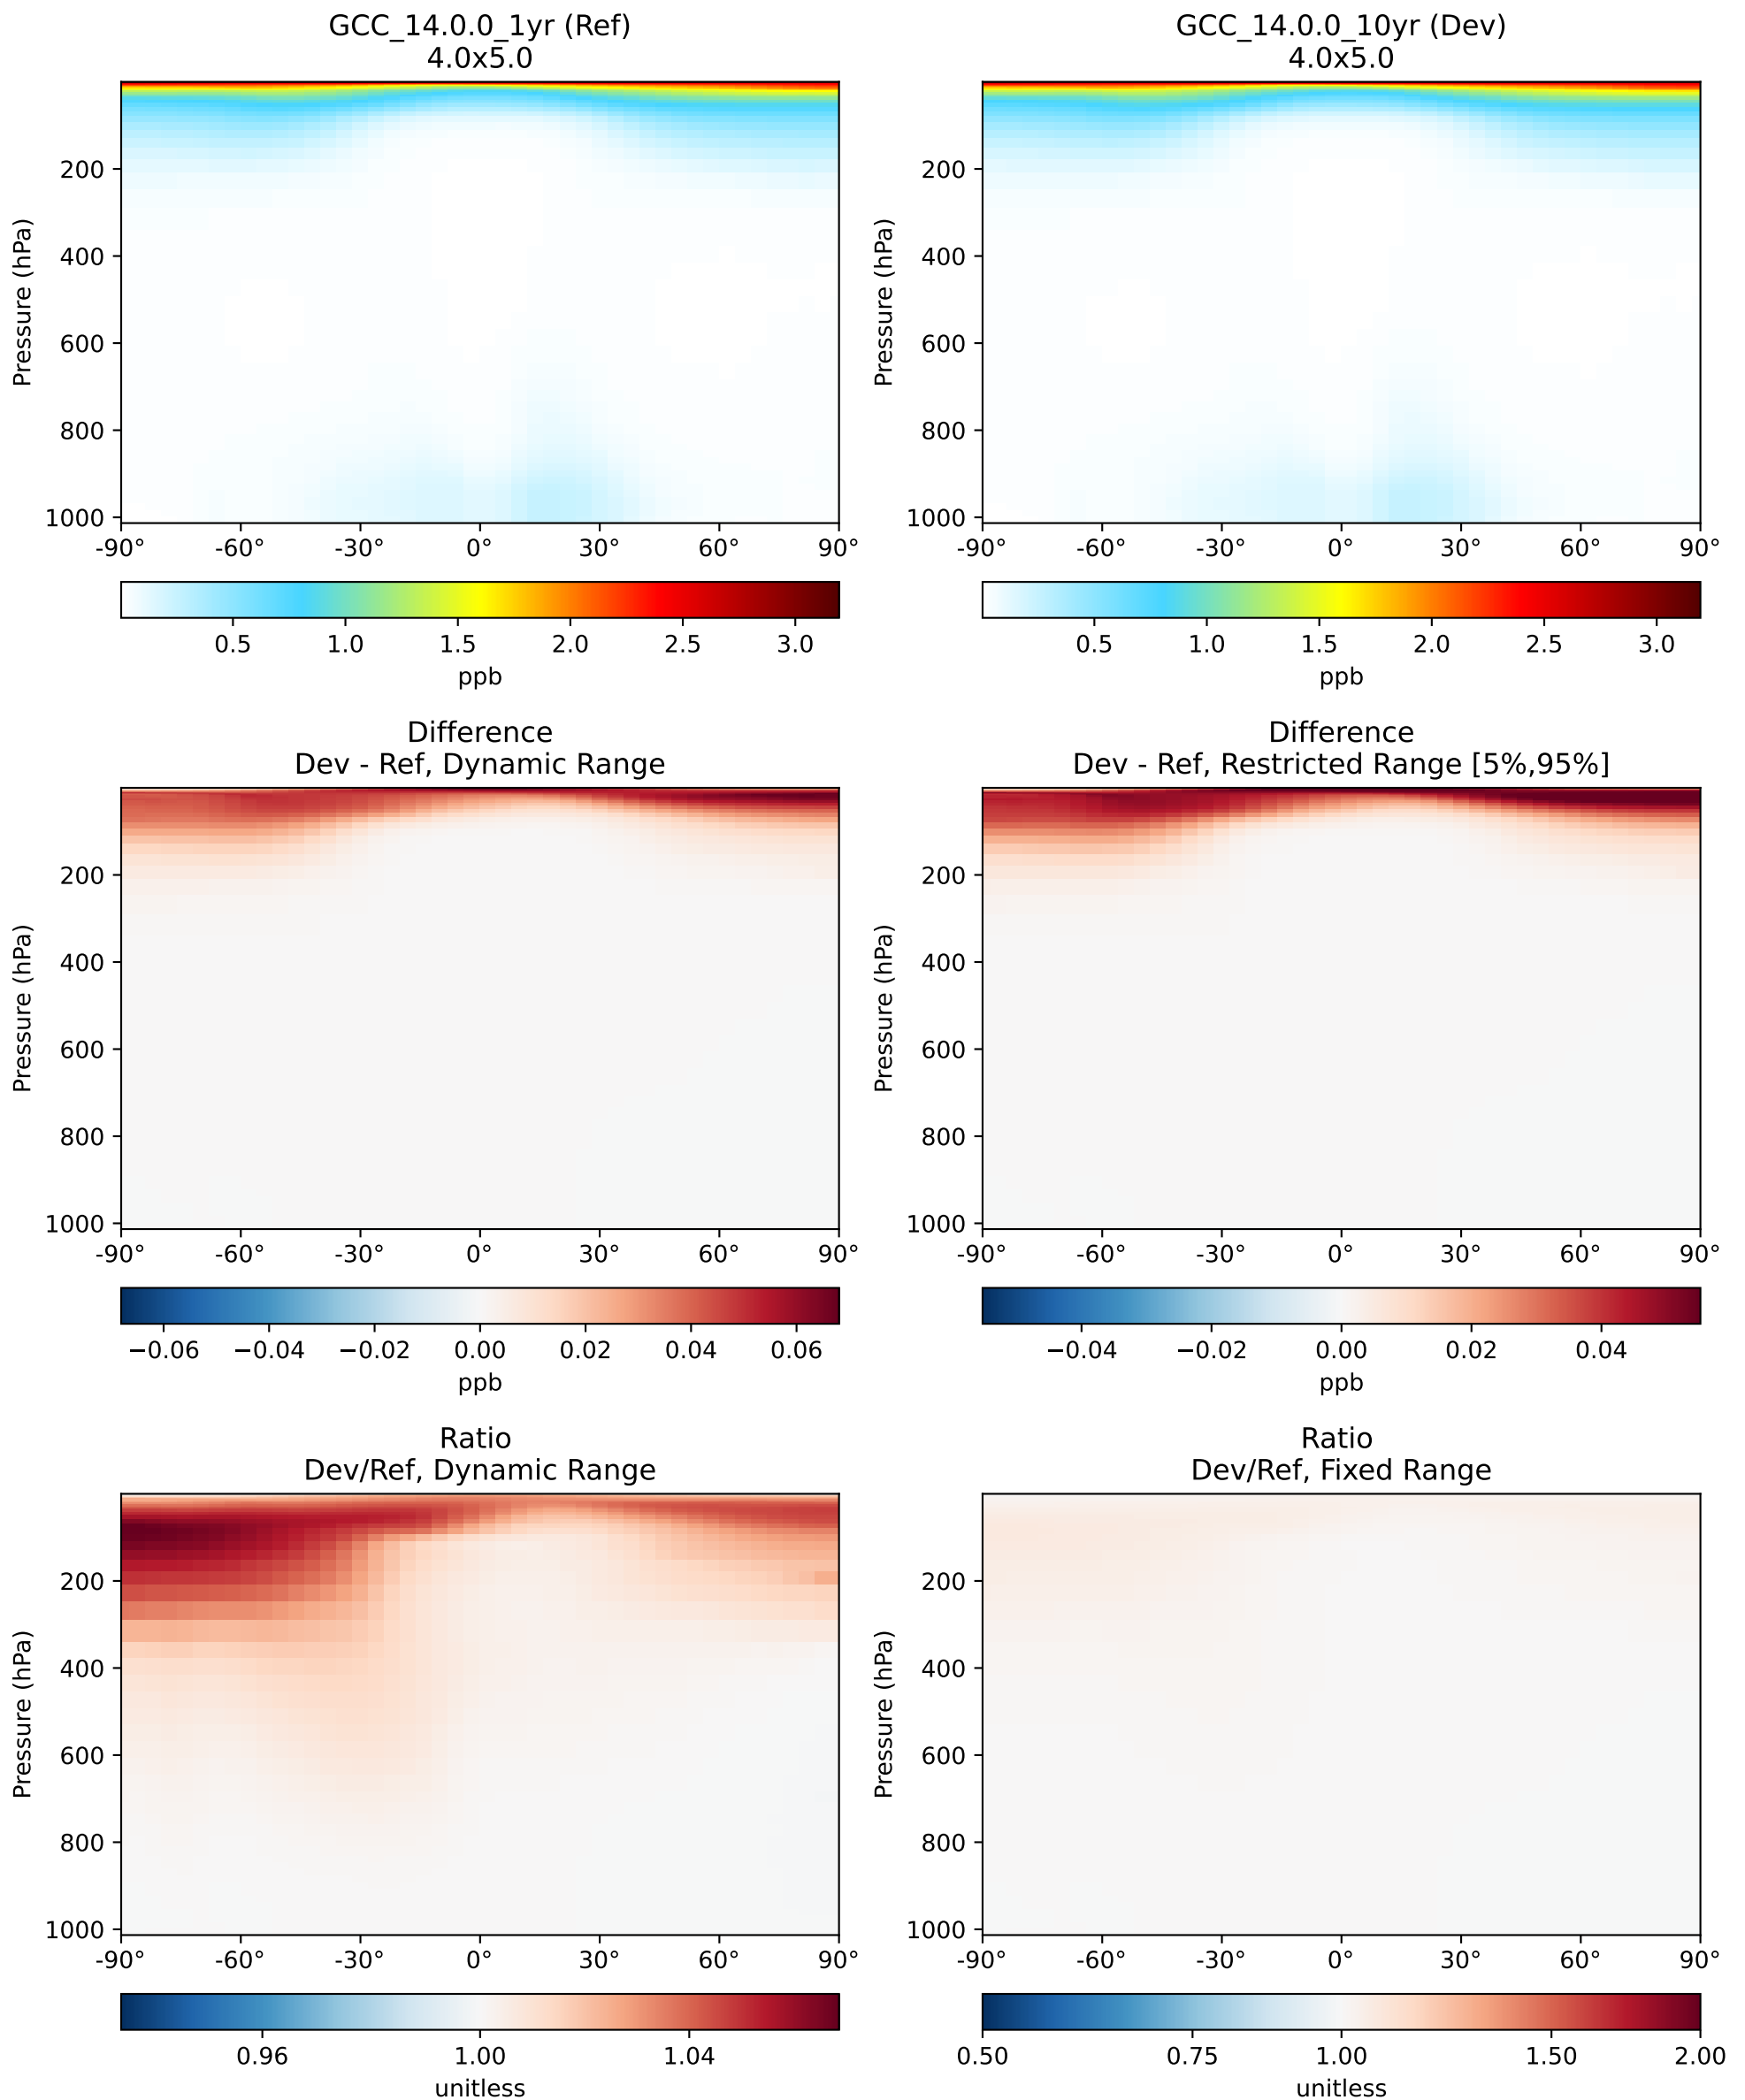 GCC_14.0.0_1yr (Ref)
4.0x5.0
GCC_14.0.0_10yr (Dev)
4.0x5.0
Pressure (hPa)
200
400
600
800
1000
-90° -60° -30° 0° 30° 60° 90°
0.5 1.0 1.5 2.0 2.5 3.0
ppb
Pressure (hPa)
200
400
600
800
1000
-90° -60° -30° 0° 30° 60° 90°
0.5 1.0 1.5 2.0 2.5 3.0
ppb
Difference
Dev - Ref, Dynamic Range
Pressure (hPa)
200
400
600
800
1000
-90° -60° -30° 0° 30° 60° 90°
−0.06 −0.04 −0.02 0.00 0.02 0.04 0.06
ppb
Difference
Dev - Ref, Restricted Range [5%,95%]
Pressure (hPa)
200
400
600
800
1000
-90° -60° -30° 0° 30° 60° 90°
−0.04 −0.02 0.00 0.02 0.04
ppb
Ratio
Dev/Ref, Dynamic Range
Pressure (hPa)
200
400
600
800
1000
-90° -60° -30° 0° 30° 60° 90°
0.96 1.00 1.04
unitless
Ratio
Dev/Ref, Fixed Range
Pressure (hPa)
200
400
600
800
1000
-90° -60° -30° 0° 30° 60° 90°
0.50 0.75 1.00 1.50 2.00
unitless